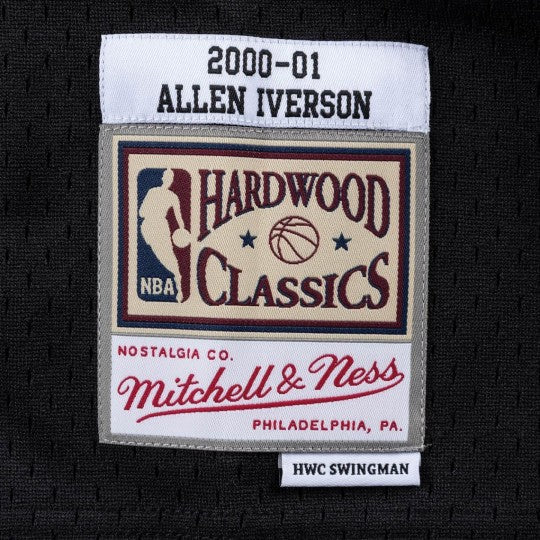 2000-01
ALLEN IVERSON
HARDWOOD
NBA
CLASSICS
NOSTALGIA CO.
Mitchell & Ness
PHILADELPHIA, PA.
HWC SWINGMAN